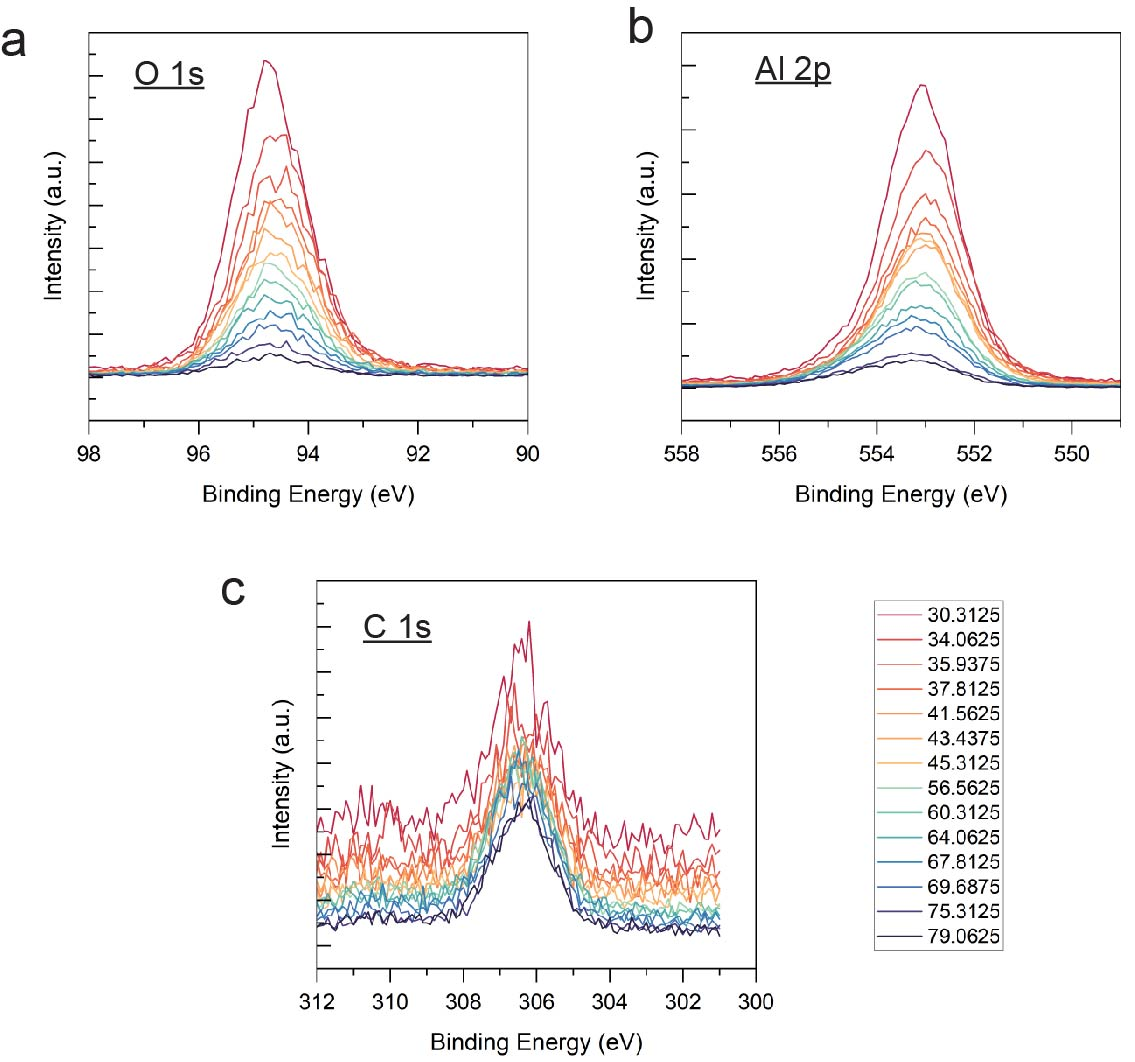 a
O 1s
Intensity (a.u.)
98 96 94 92 90
Binding Energy (eV)
b
Al 2p
Intensity (a.u.)
558 556 554 552 550
Binding Energy (eV)
c
C 1s
Intensity (a.u.)
312 310 308 306 304 302 300
Binding Energy (eV)
30.3125
34.0625
35.9375
37.8125
41.5625
43.4375
45.3125
56.5625
60.3125
64.0625
67.8125
69.6875
75.3125
79.0625